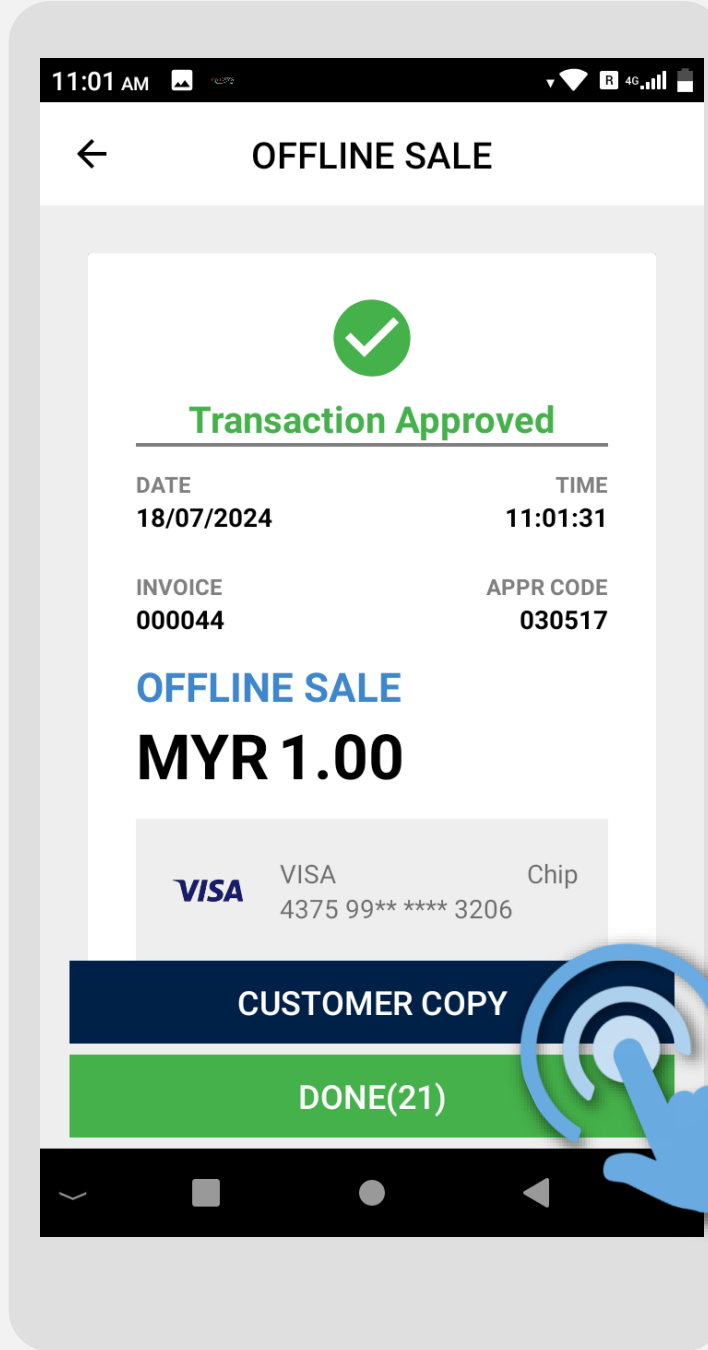 11:01 AM R 4G
OFFLINE SALE
Transaction Approved
DATE TIME
18/07/2024 11:01:31
INVOICE APPR CODE
000044 030517
OFFLINE SALE
MYR 1.00
VISA VISA Chip
4375 99** **** 3206
CUSTOMER COPY
DONE(21)